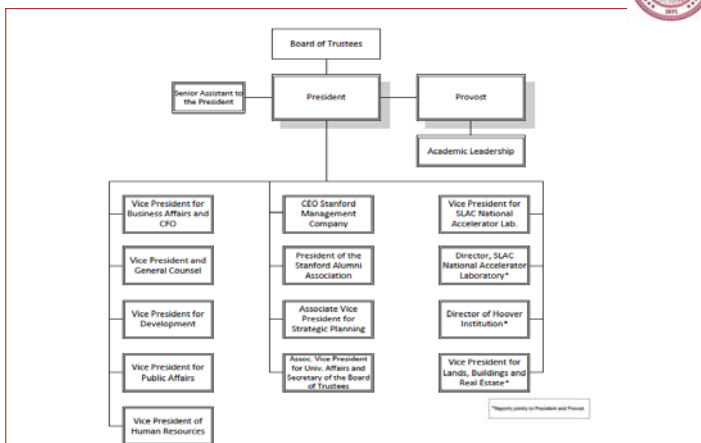 1891
Board of Trustees
Senior Assistant to
the President
President
Provost
Academic Leadership
Vice President for
Business Affairs and
CFO
CEO Stanford
Management
Company
Vice President for
SLAC National
Accelerator Lab.
Vice President and
General Counsel
President of the
Stanford Alumni
Association
Director, SLAC
National Accelerator
Laboratory*
Vice President for
Development
Associate Vice
President for
Strategic Planning
Director of Hoover
Institution*
Vice President for
Public Affairs
Assoc. Vice President
for Univ. Affairs and
Secretary of the Board
of Trustees
Vice President for
Lands, Buildings and
Real Estate*
*Reports jointly to President and Provost
Vice President of
Human Resources